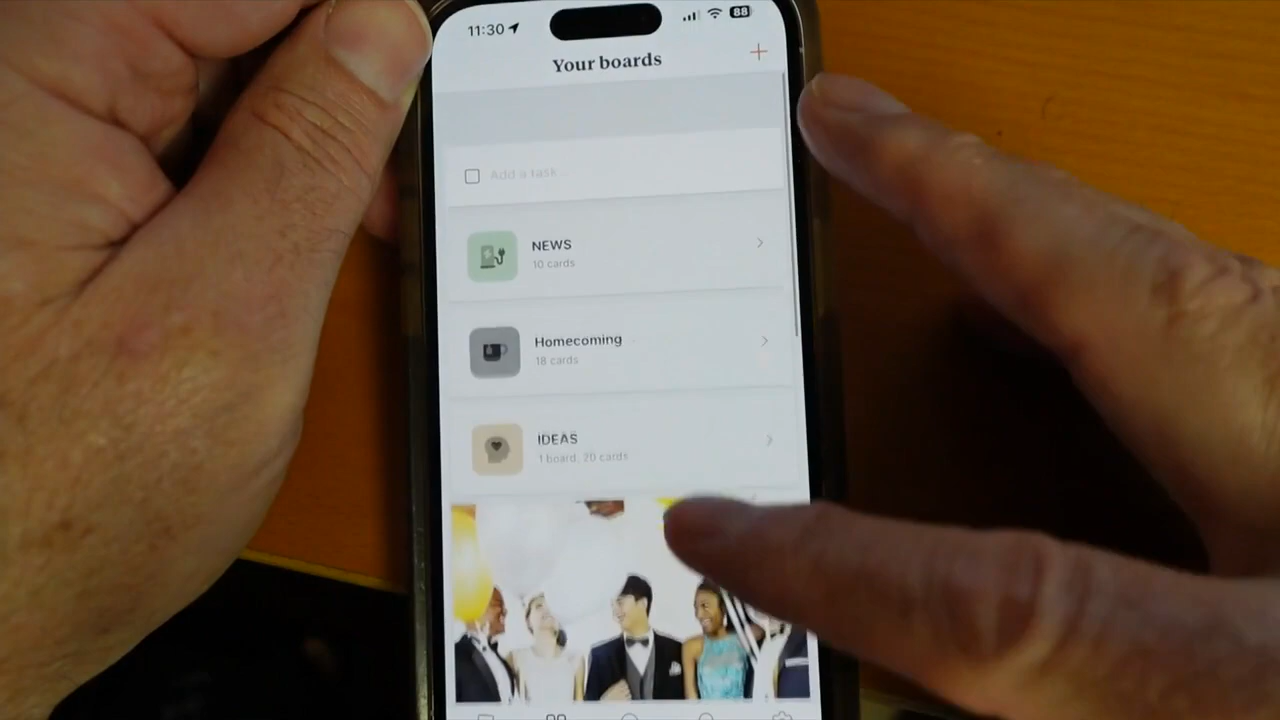 11:30
88
Your boards
Add a task...
NEWS
10 cards
Homecoming
18 cards
IDEAS
1 board, 20 cards